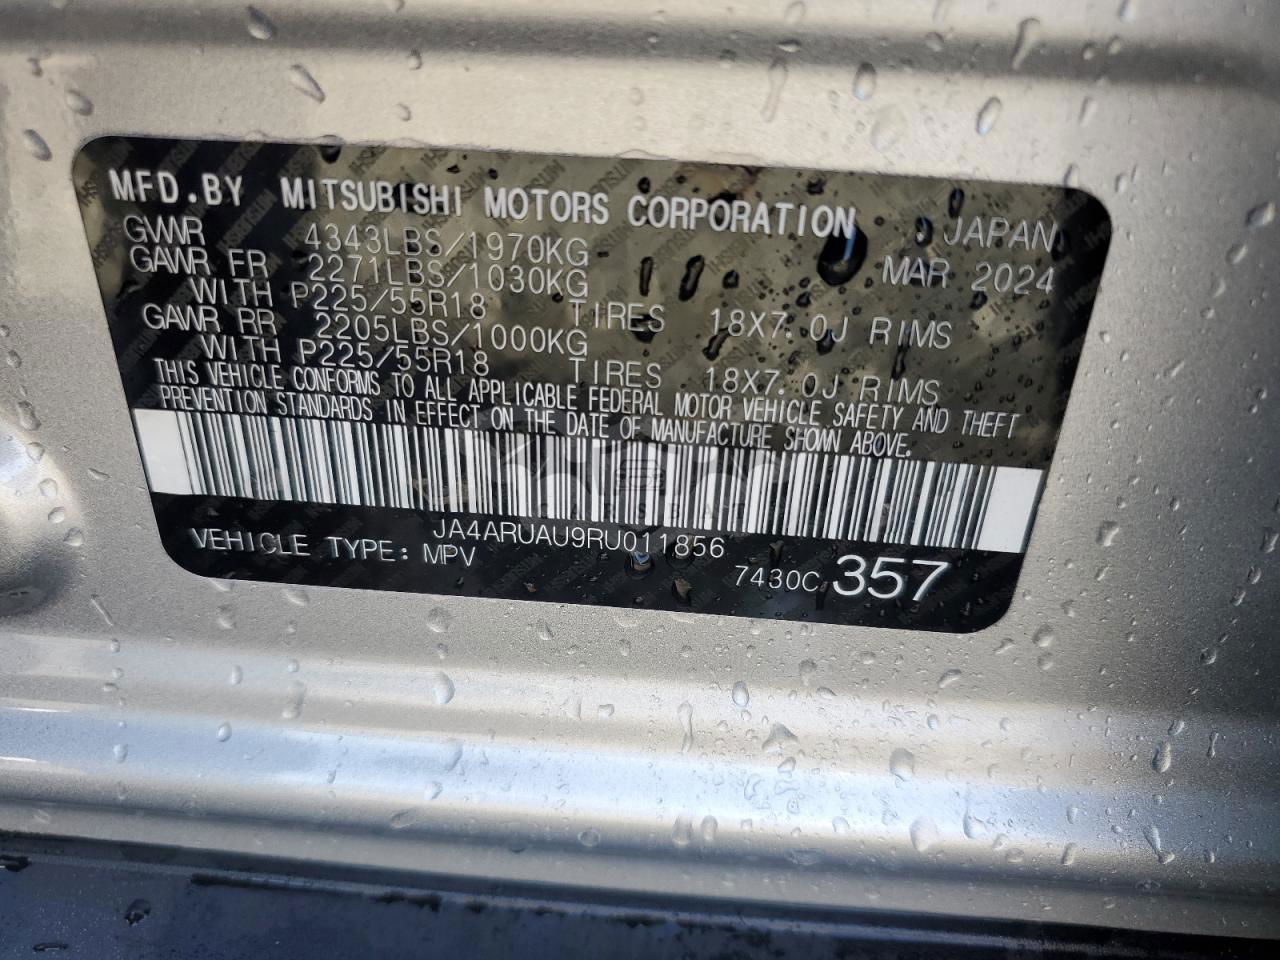 MFD.BY MITSUBISHI MOTORS CORPORATION JAPAN
GVWR 4343LBS/1970KG MAR 2024
GAWR FR 2271LBS/1030KG
WITH P225/55R18 TIRES 18X7.0J RIMS
GAWR RR 2205LBS/1000KG
WITH P225/55R18 TIRES 18X7.0J RIMS
THIS VEHICLE CONFORMS TO ALL APPLICABLE FEDERAL MOTOR VEHICLE SAFETY AND THEFT
PREVENTION STANDARDS IN EFFECT ON THE DATE OF MANUFACTURE SHOWN ABOVE.
JA4ARUAU9RU011856
VEHICLE TYPE: MPV
7430C 357